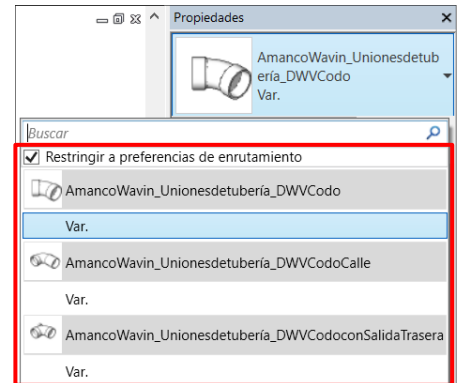 Propiedades
AmancoWavin_Unionesdetub
ería_DWVCodo
Var.
Buscar
Restringir a preferencias de enrutamiento
AmancoWavin_Unionesdetubería_DWVCodo
Var.
AmancoWavin_Unionesdetubería_DWVCodoCalle
Var.
AmancoWavin_Unionesdetubería_DWVCodoconSalidaTrasera
Var.